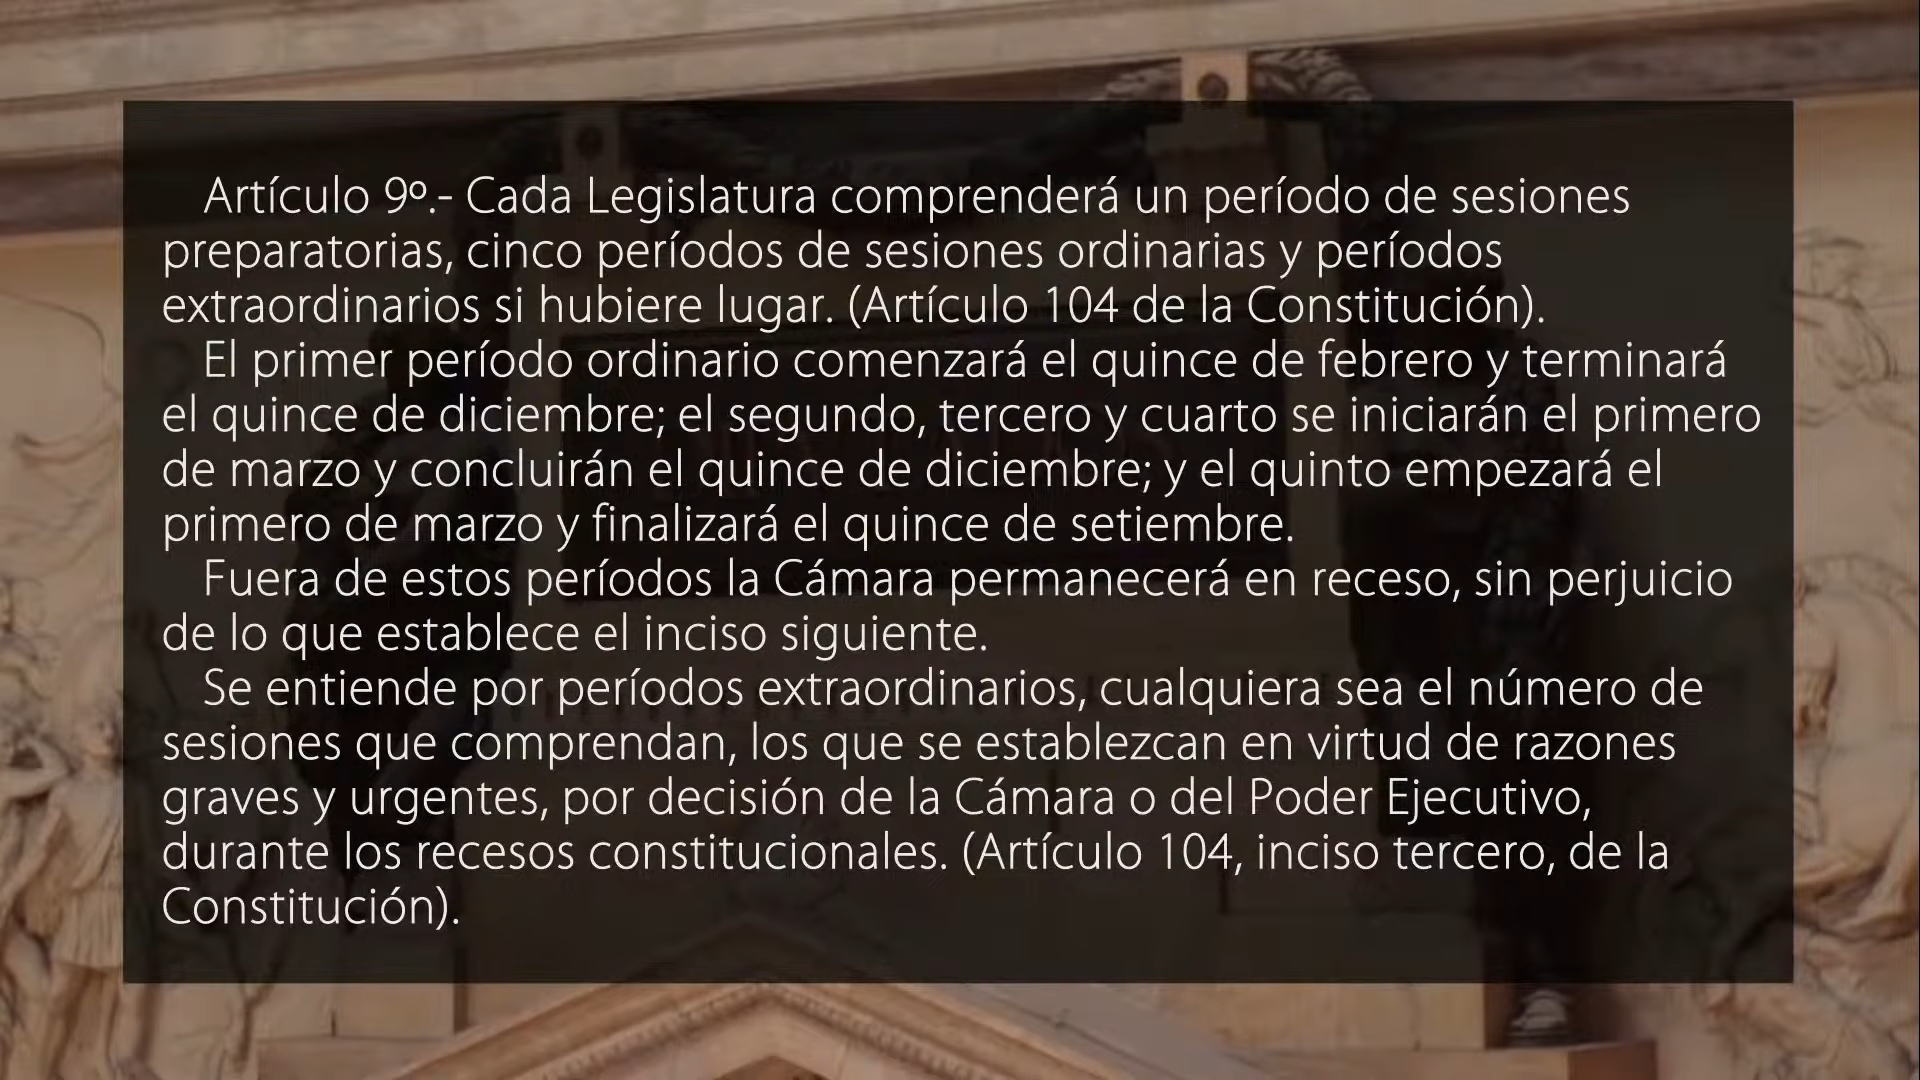 Artículo 9º.- Cada Legislatura comprenderá un período de sesiones
preparatorias, cinco períodos de sesiones ordinarias y períodos
extraordinarios si hubiere lugar. (Artículo 104 de la Constitución).
El primer período ordinario comenzará el quince de febrero y terminará
el quince de diciembre; el segundo, tercero y cuarto se iniciarán el primero
de marzo y concluirán el quince de diciembre; y el quinto empezará el
primero de marzo y finalizará el quince de setiembre.
Fuera de estos períodos la Cámara permanecerá en receso, sin perjuicio
de lo que establece el inciso siguiente.
Se entiende por períodos extraordinarios, cualquiera sea el número de
sesiones que comprendan, los que se establezcan en virtud de razones
graves y urgentes, por decisión de la Cámara o del Poder Ejecutivo,
durante los recesos constitucionales. (Artículo 104, inciso tercero, de la
Constitución).